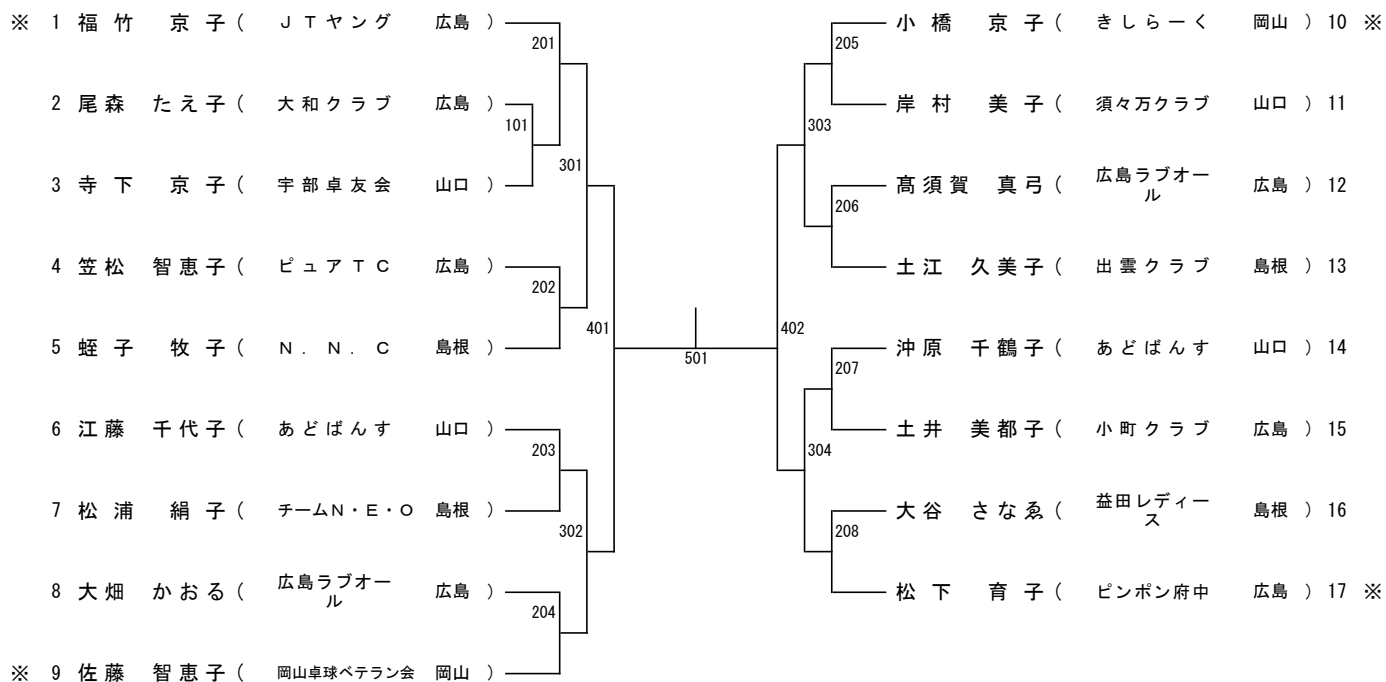 ※ 1 福竹 京子 ( JTヤング 広島 )
201
2 尾森 たえ子 ( 大和クラブ 広島 )
101
3 寺下 京子 ( 宇部卓友会 山口 )
301
4 笠松 智恵子 ( ピュアTC 広島 )
202
5 蛭子 牧子 ( N.N.C 島根 )
401
6 江藤 千代子 ( あどばんす 山口 )
203
7 松浦 絹子 ( チームN・E・O 島根 )
302
8 大畑 かおる ( 広島ラブオー
ル 広島 )
204
※ 9 佐藤 智恵子 ( 岡山卓球ベテラン会 岡山 )
501
小橋 京子 ( きしらーく 岡山 ) 10 ※
205
岸村 美子 ( 須々万クラブ 山口 ) 11
303
髙須賀 真弓 ( 広島ラブオー
ル 広島 ) 12
206
土江 久美子 ( 出雲クラブ 島根 ) 13
402
沖原 千鶴子 ( あどばんす 山口 ) 14
207
土井 美都子 ( 小町クラブ 広島 ) 15
304
大谷 さなゑ ( 益田レディー
ス 島根 ) 16
208
松下 育子 ( ピンポン府中 広島 ) 17 ※